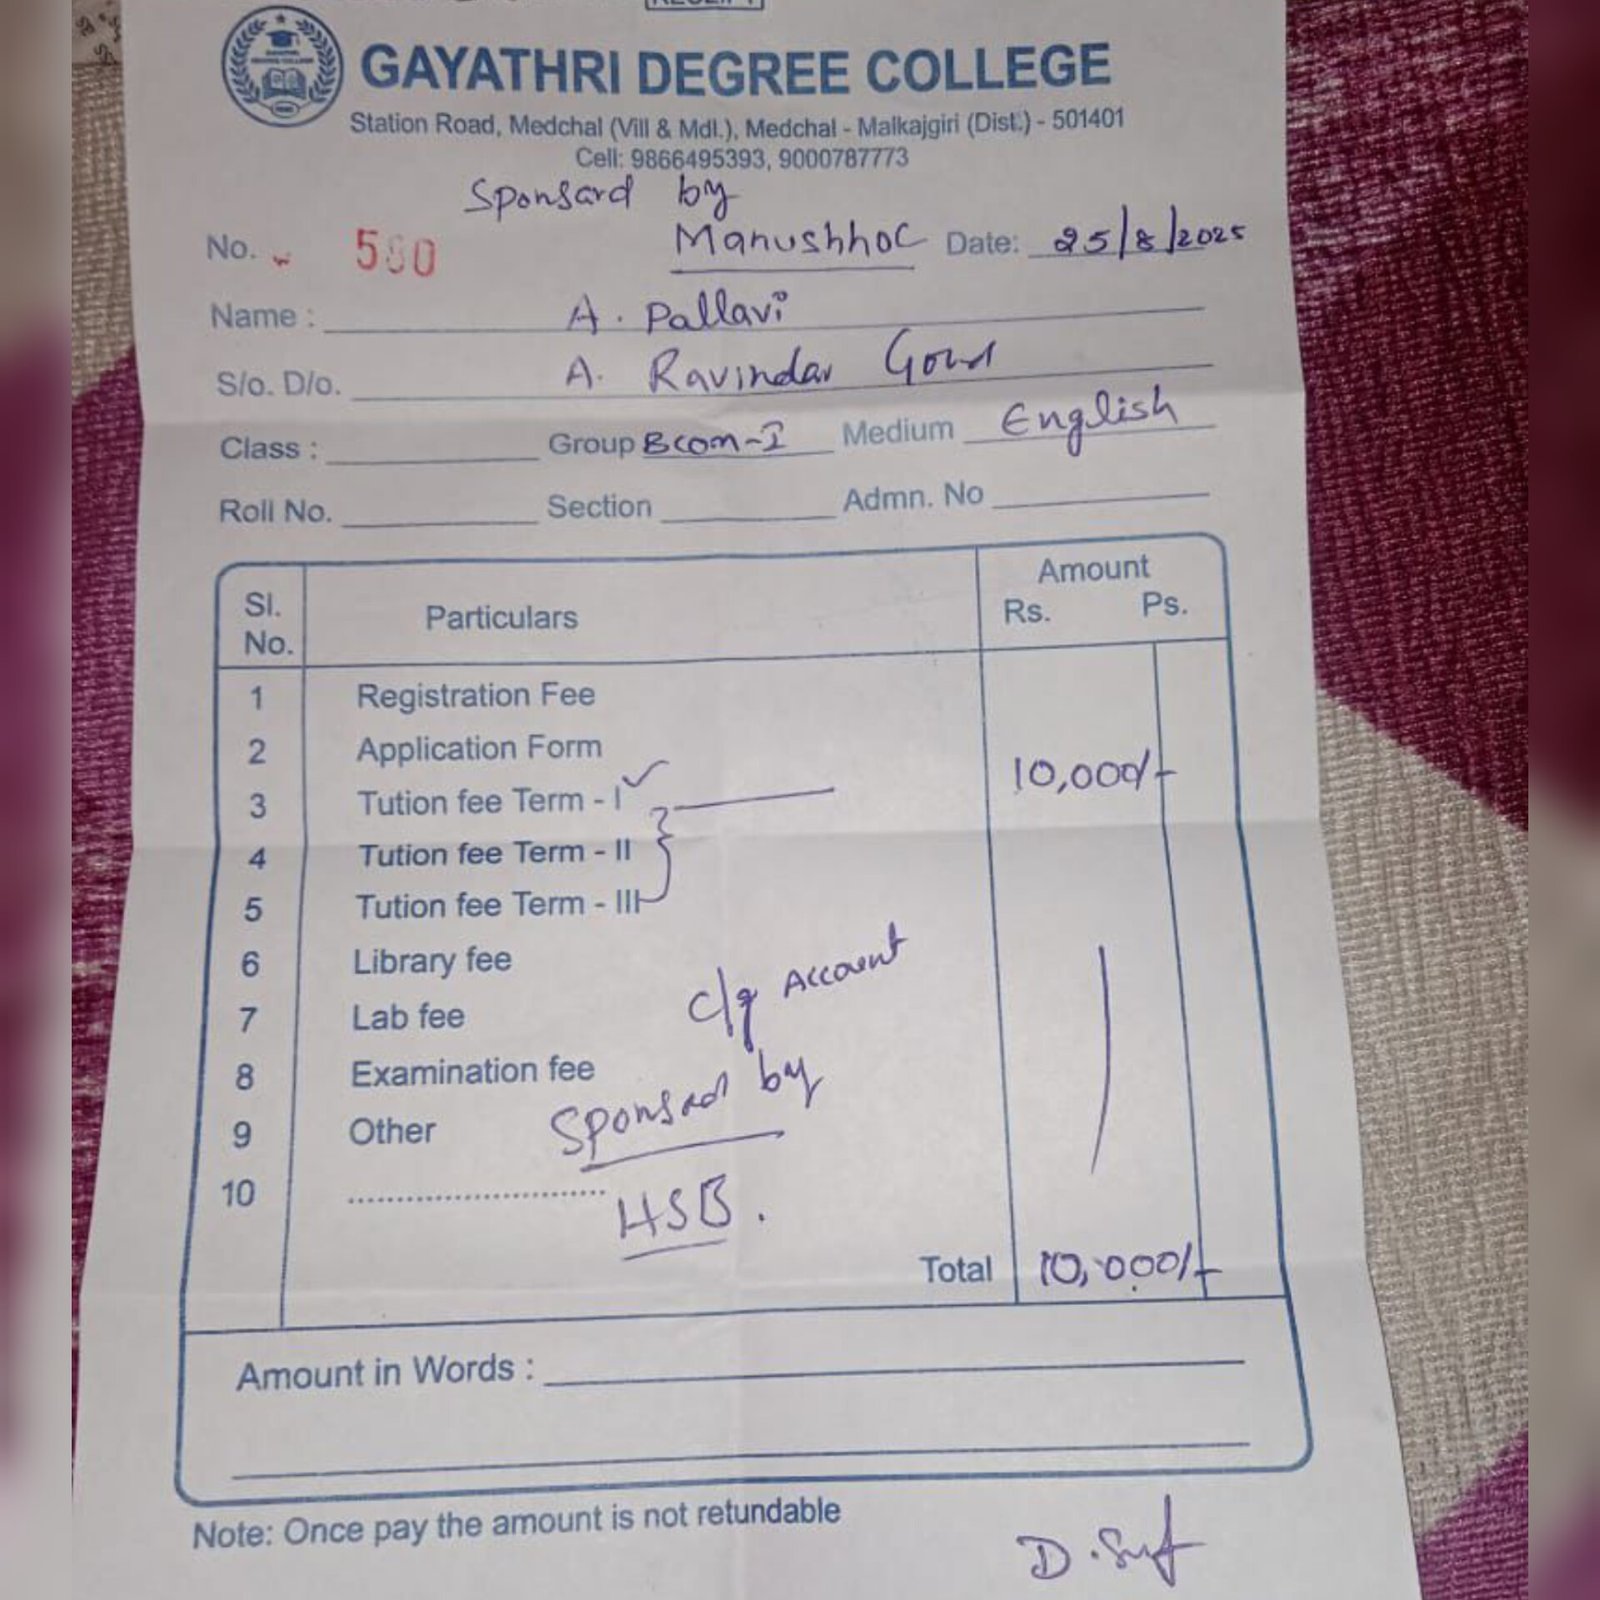 RECEIPT
GAYATHRI DEGREE COLLEGE
Station Road, Medchal (Vill & Mdl.), Medchal - Malkajgiri (Dist.) - 501401
Cell: 9866495393, 9000787773
Sponsard by
Manushhoc
No. 580
Date: 25/8/2025
Name : A. Pallavi
S/o. D/o. A. Ravindar Goud
Class : Group Bcom-I Medium English
Roll No. Section Admn. No
Sl. No. Particulars Amount
Rs. Ps.
1 Registration Fee
2 Application Form
3 Tution fee Term - I 10,000/-
4 Tution fee Term - II
5 Tution fee Term - III
6 Library fee
7 Lab fee
Account
8 Examination fee
9 Other
Sponsad by
10 ..........................
HSB.
Total 10,000/-
Amount in Words :
Note: Once pay the amount is not retundable